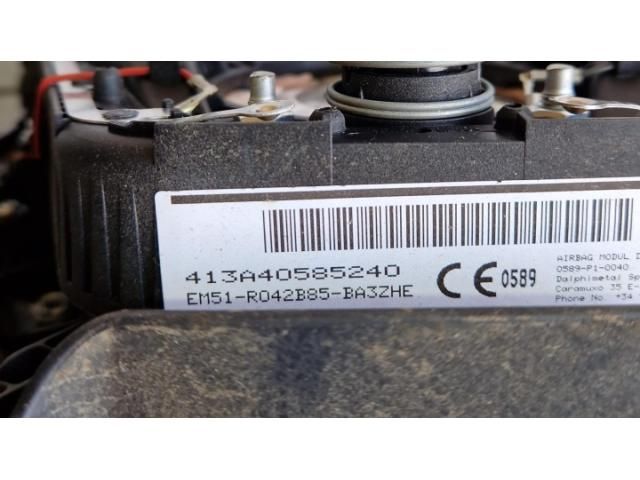 413A40585240
EM51-R042B85-BA3ZHE
CE 0589
AIRBAG MODUL
0589-P1-0040
Dalphimetal
Caramuxo 35 E-
Phone No. +34